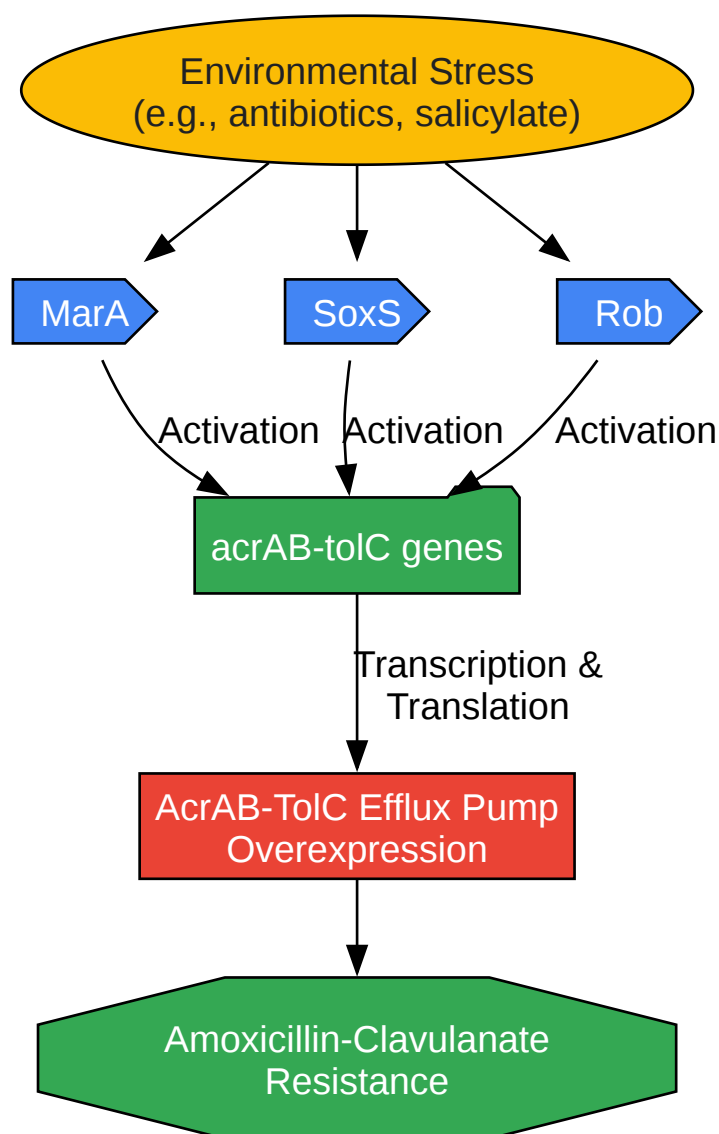 Environmental Stress
(e.g., antibiotics, salicylate)
MarA
SoxS
Rob
Activation
Activation
Activation
acrAB-tolC genes
Transcription &
Translation
AcrAB-TolC Efflux Pump
Overexpression
Amoxicillin-Clavulanate
Resistance